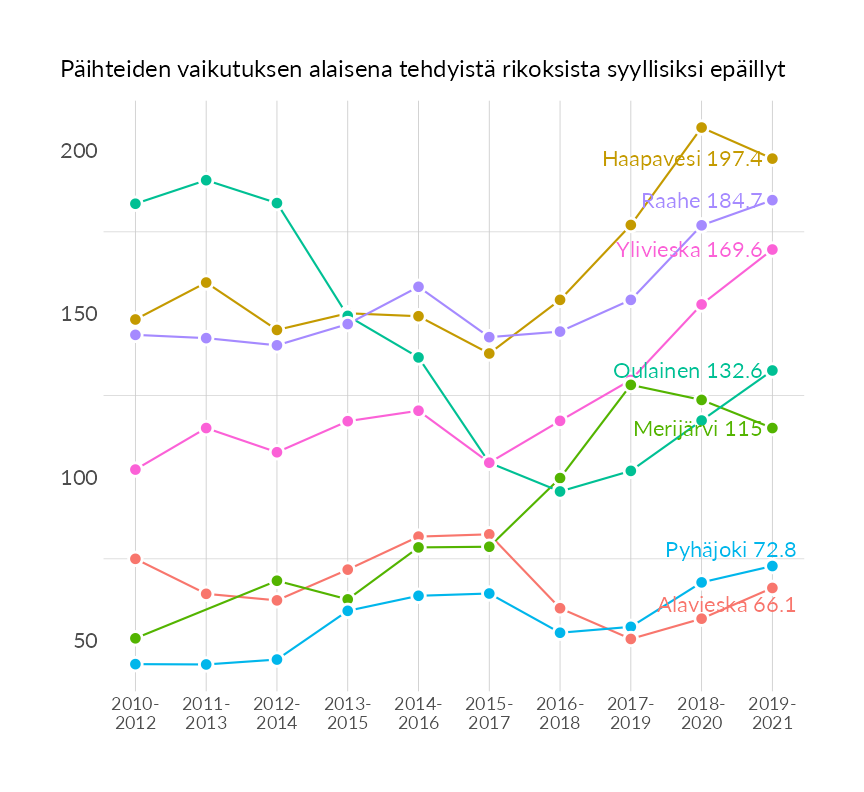 Päihteiden vaikutuksen alaisena tehdyistä rikoksista syyllisiksi epäillyt
200
Haapavesi 197.4
Raahe 184.7
Ylivieska 169.6
150
Oulainen 132.6
Merijärvi 115
100
Pyhäjoki 72.8
Alavieska 66.1
50
2010- 2011- 2012- 2013- 2014- 2015- 2016- 2017- 2018- 2019-
2012 2013 2014 2015 2016 2017 2018 2019 2020 2021